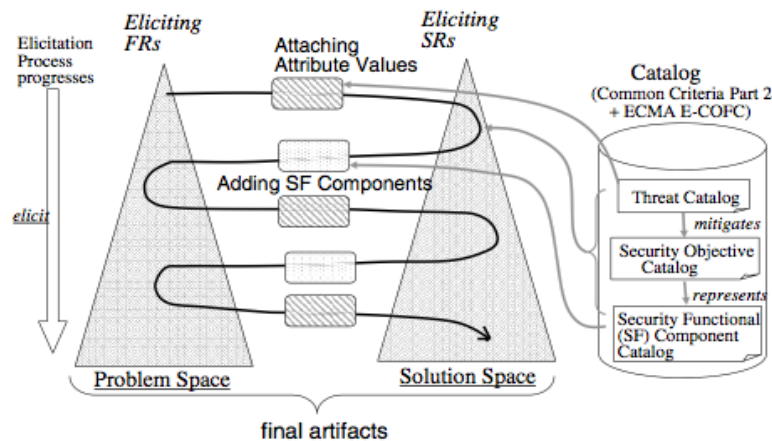 Elicitation
Process
progresses
Eliciting
FRs
Attaching
Attribute Values
Eliciting
SRs
Catalog
(Common Criteria Part 2
+ ECMA E-COFC)
Threat Catalog
mitigates
Adding SF Components
elicit
Security Objective
Catalog
represents
Security Functional
(SF) Component
Catalog
Problem Space
Solution Space
final artifacts